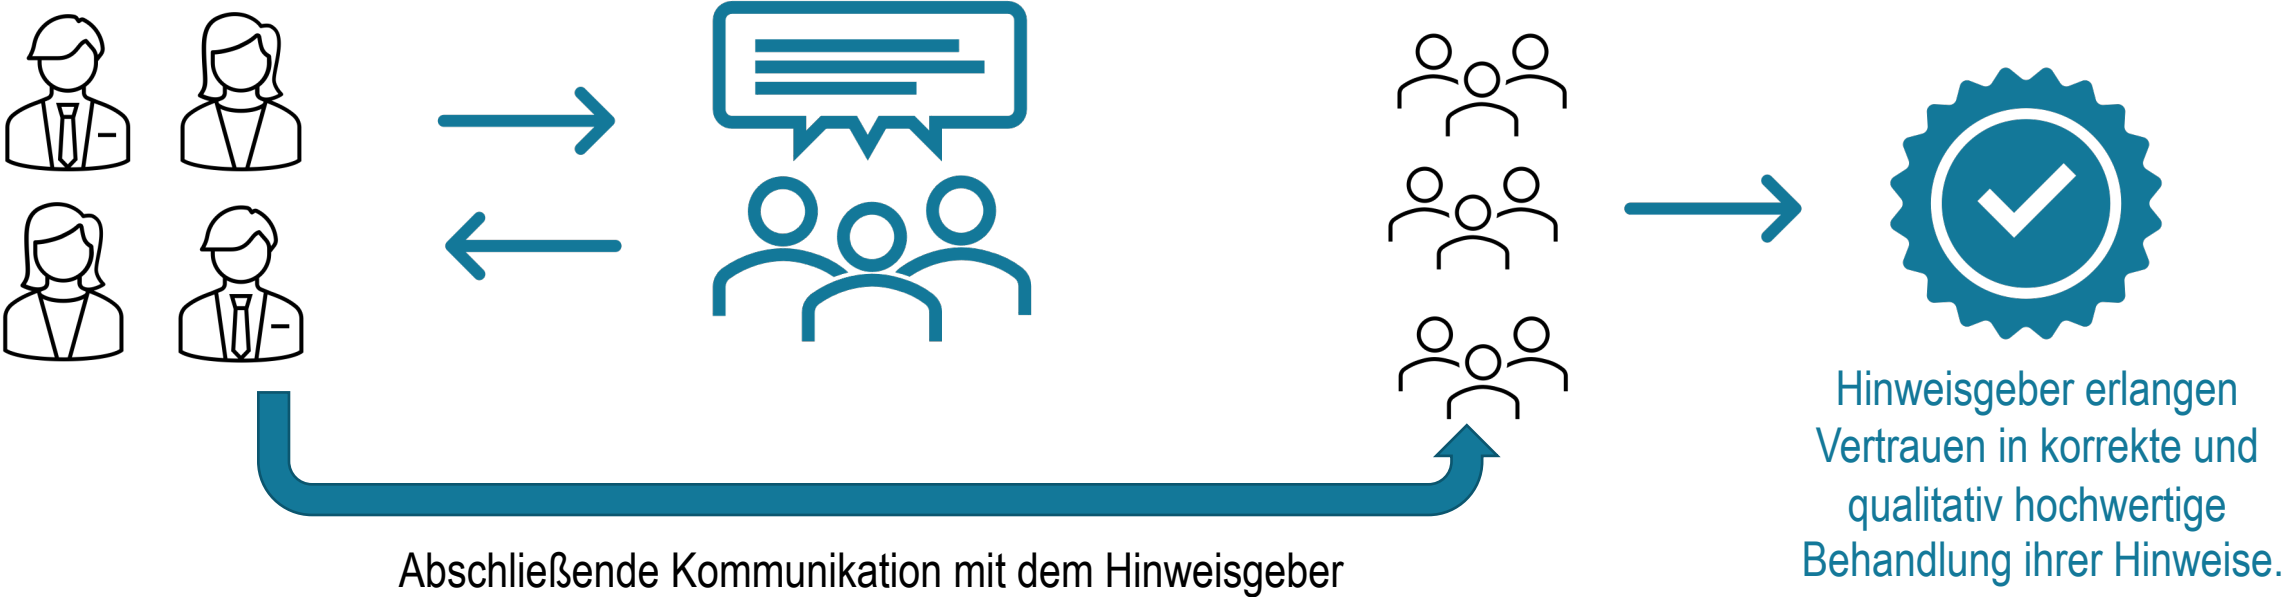 Hinweisgeber erlangen
Vertrauen in korrekte und
qualitativ hochwertige
Behandlung ihrer Hinweise.
Abschließende Kommunikation mit dem Hinweisgeber